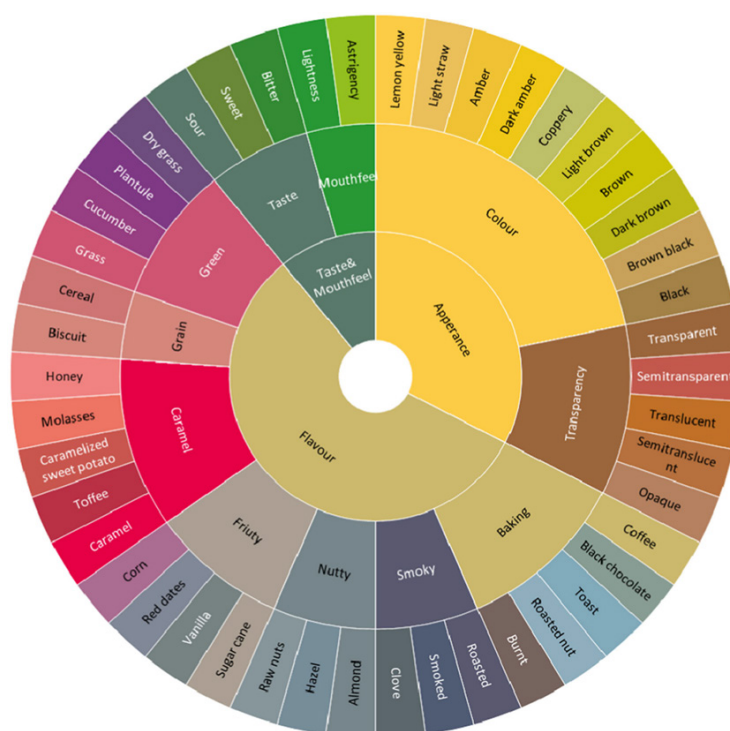 Lemon yellow
Light straw
Amber
Dark amber
Coppery
Light brown
Brown
Dark brown
Brown black
Black
Transparent
Semitransparent
Translucent
Semitransluce
nt
Opaque
Coffee
Black chocolate
Toast
Roasted nut
Burnt
Roasted
Smoked
Clove
Almond
Hazel
Raw nuts
Sugar cane
Vanilla
Red dates
Corn
Caramel
Toffee
Caramelized
sweet potato
Molasses
Honey
Biscuit
Cereal
Grass
Cucumber
Plantule
Dry grass
Sour
Sweet
Bitter
Lightness
Astrigency
Colour
Transparency
Baking
Smoky
Nutty
Friuty
Caramel
Grain
Green
Taste
Mouthfeel
Apperance
Flavour
Taste&
Mouthfeel